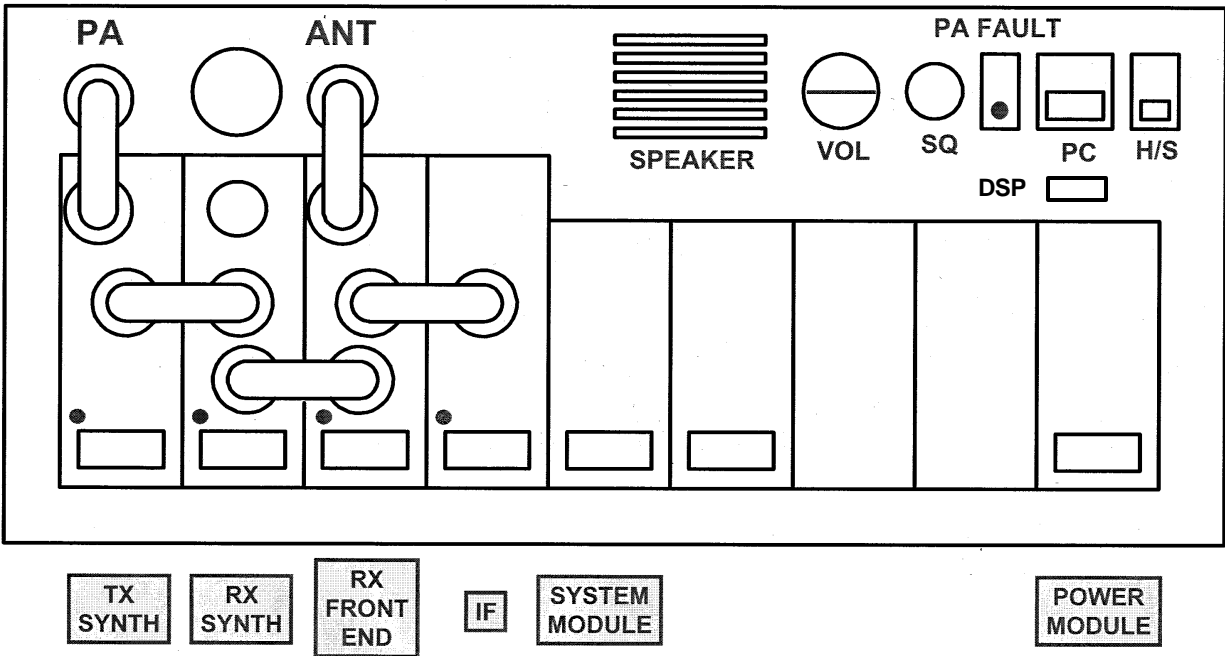 PA
ANT
PA FAULT
SPEAKER
VOL
SQ
PC
H/S
DSP
TX
SYNTH
RX
SYNTH
RX
FRONT
END
IF
SYSTEM
MODULE
POWER
MODULE